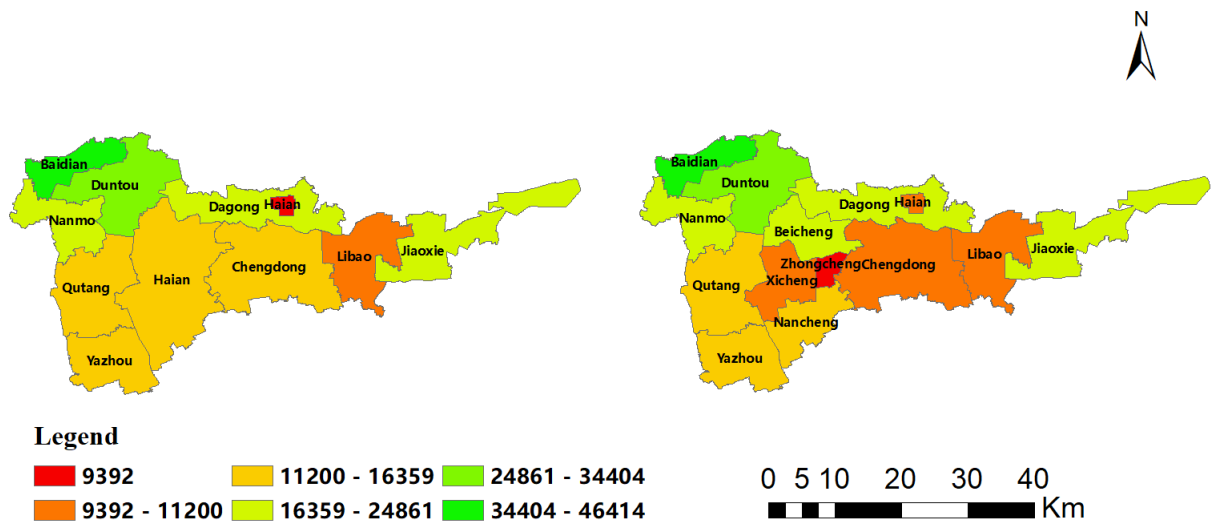 N
Baidian
Duntou
Nanmo
Dagong
Haian
Qutang
Haian
Chengdong
Libao
Jiaoxie
Yazhou
Baidian
Duntou
Nanmo
Dagong
Haian
Beicheng
Qutang
Zhongcheng
Xicheng
Chengdong
Libao
Jiaoxie
Nancheng
Yazhou
Legend
9392
11200 - 16359
24861 - 34404
9392 - 11200
16359 - 24861
34404 - 46414
0 5 10 20 30 40
Km